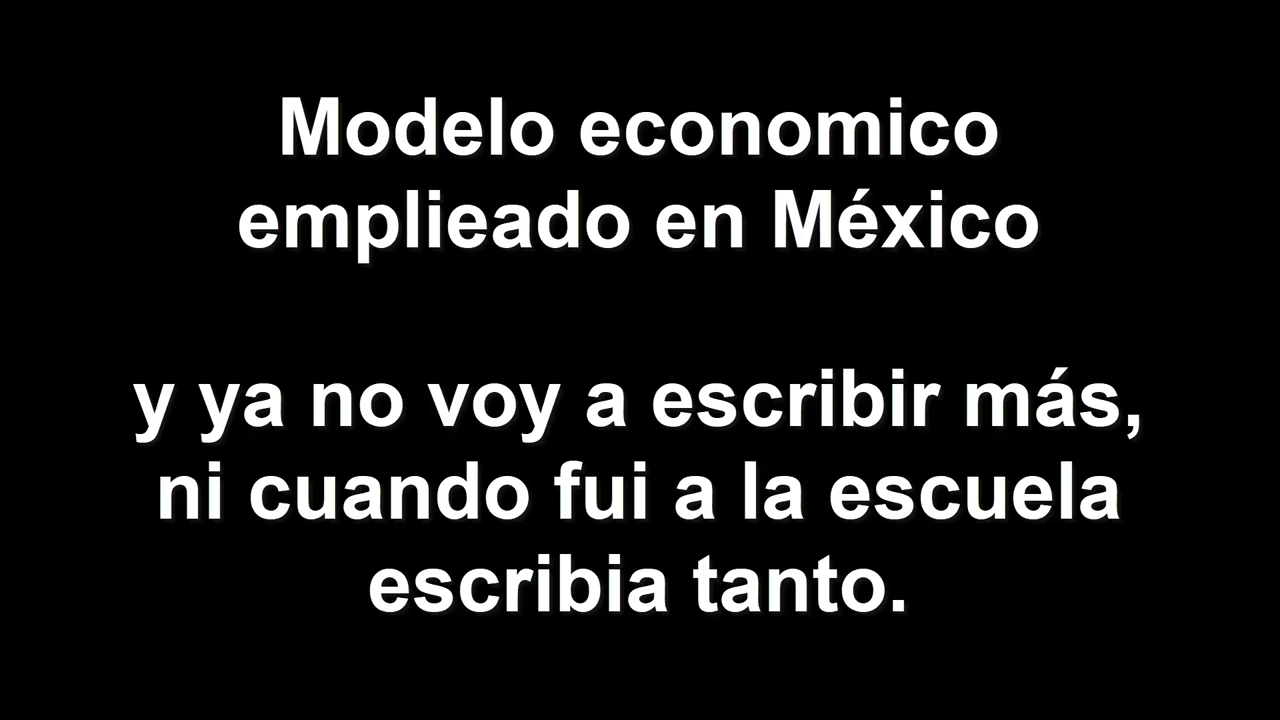 Modelo economico
emplieado en México
y ya no voy a escribir más,
ni cuando fui a la escuela
escribia tanto.